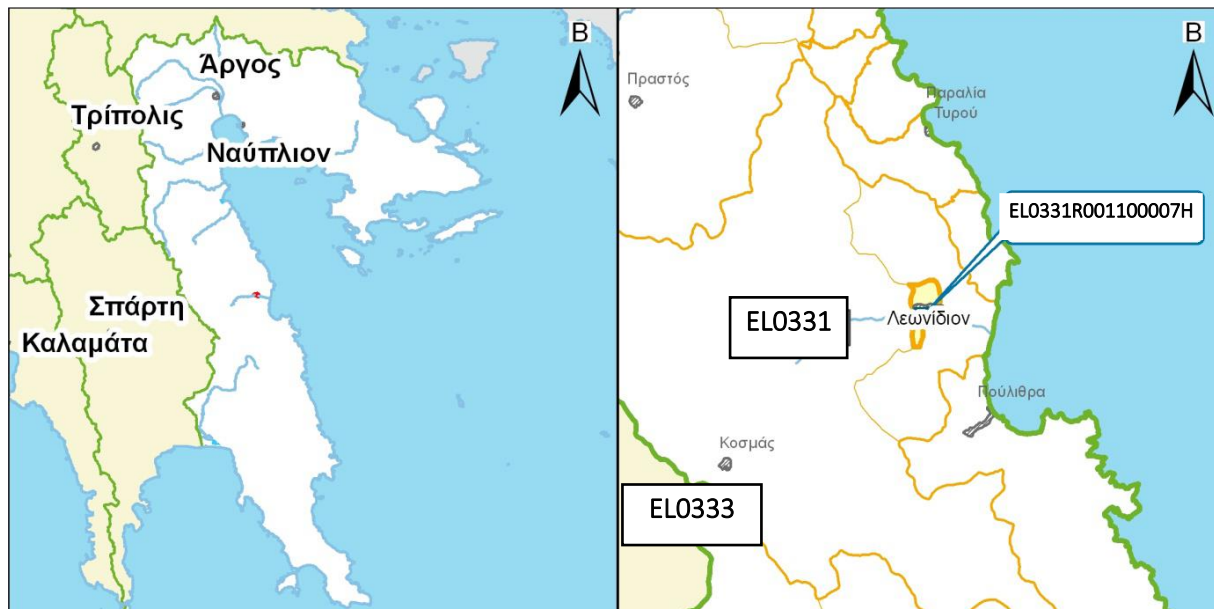 Β
Άργος
Τρίπολις
Ναύπλιον
Σπάρτη
Καλαμάτα
Β
Πραστός
Παραλία
Τυρού
EL0331R001100007H
EL0331
Λεωνίδιον
Πούλιθρα
Κοσμάς
EL0333